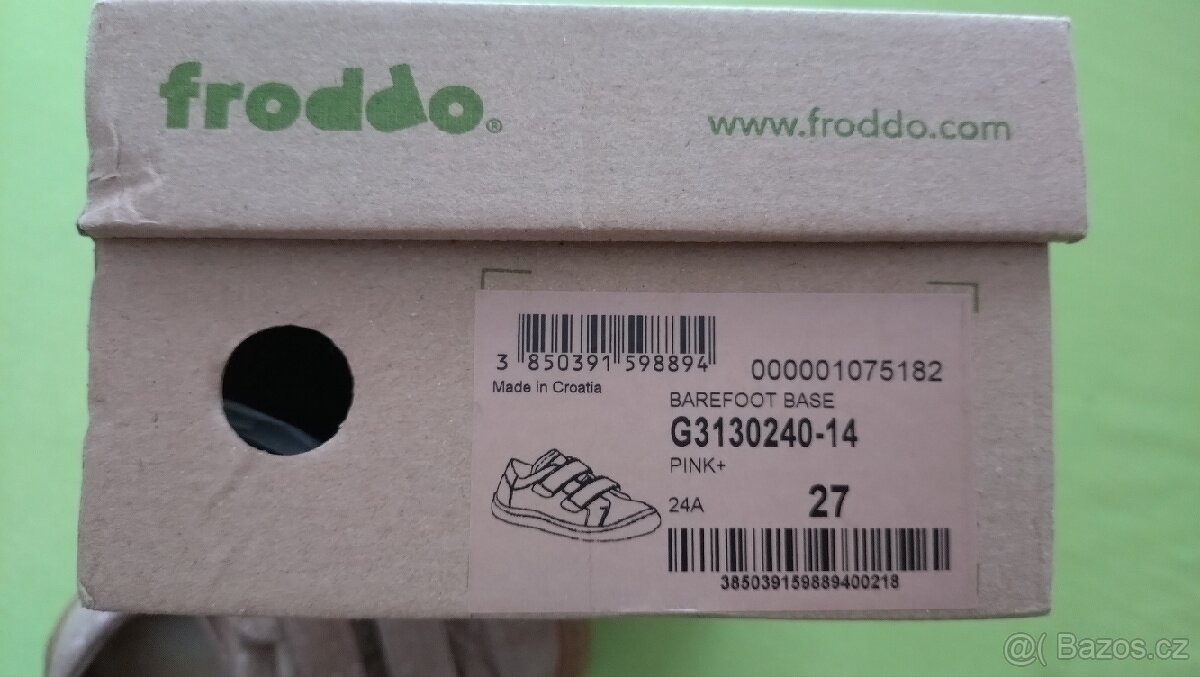 froddo®
www.froddo.com
3 850391 598894
000001075182
Made in Croatia
BAREFOOT BASE
G3130240-14
PINK+
24A 27
385039159889400218
@( Bazos.cz